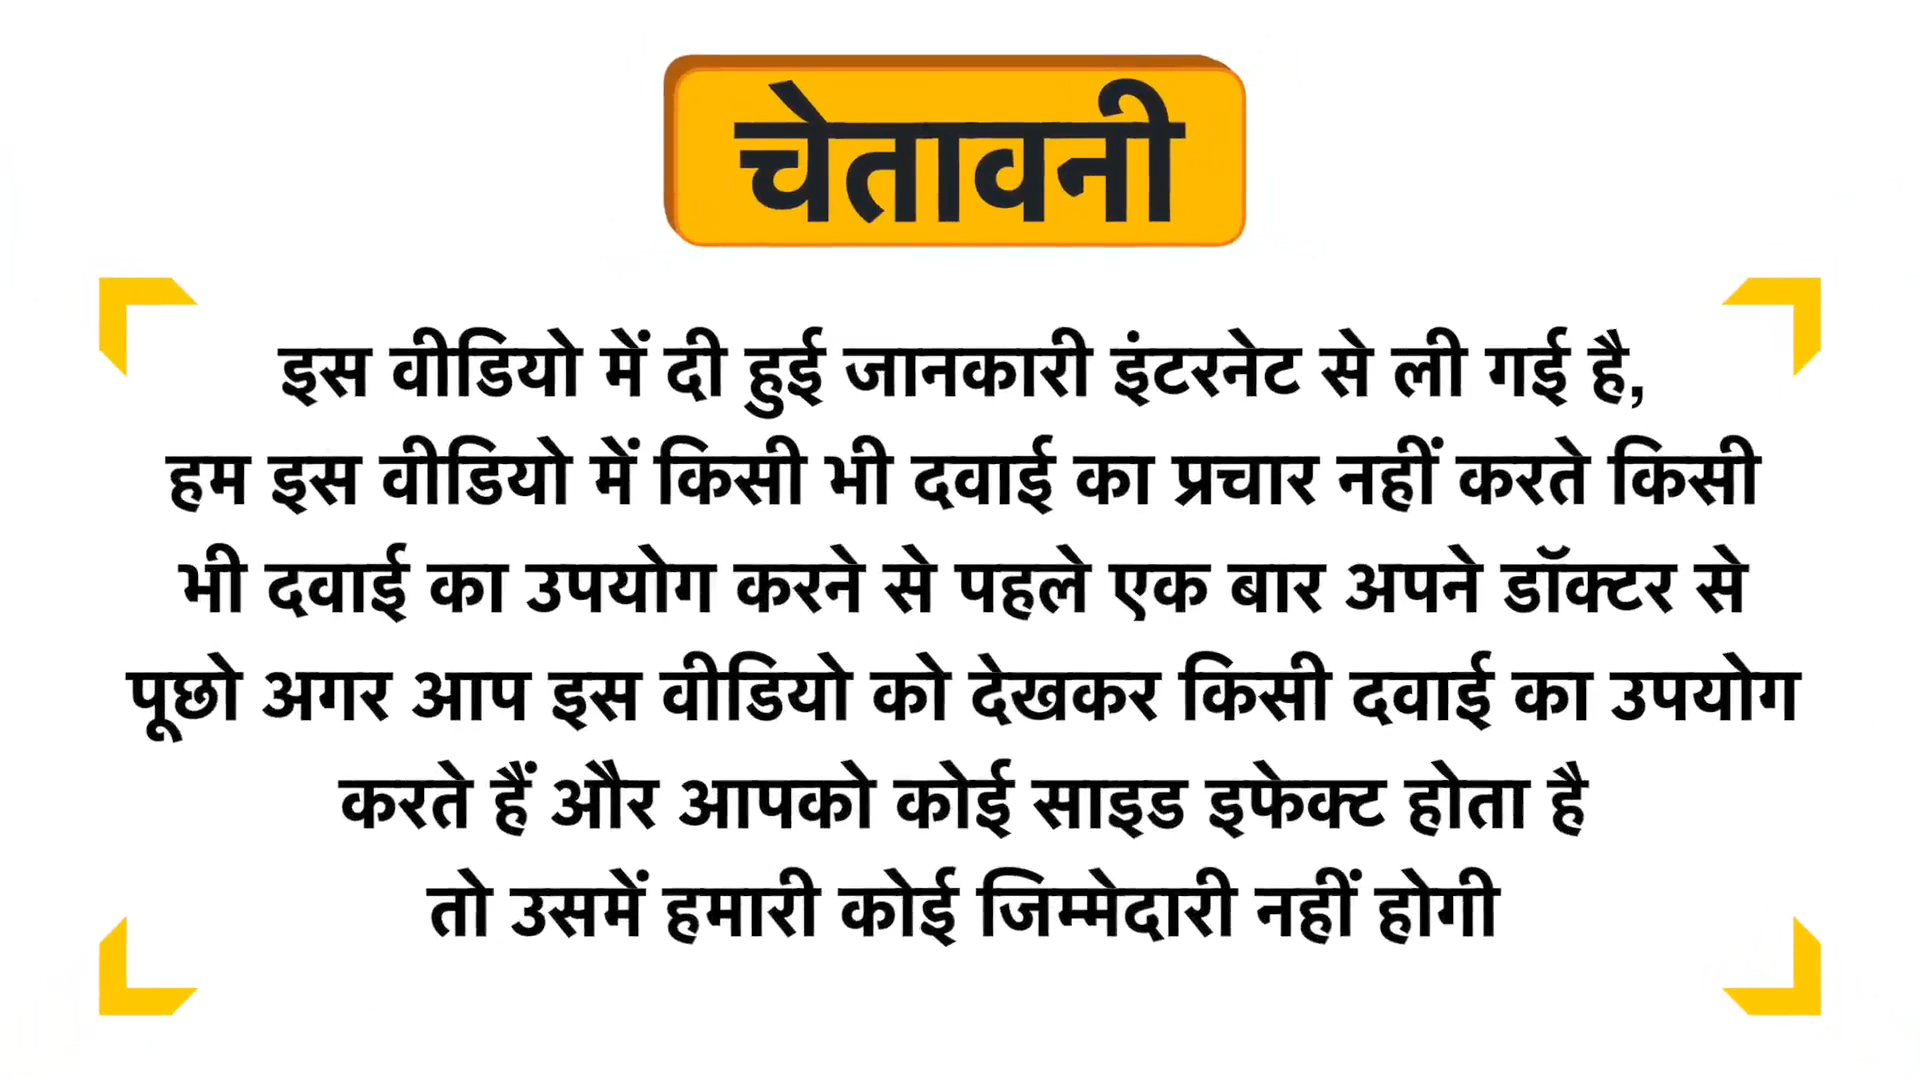 चेतावनी
इस वीडियो में दी हुई जानकारी इंटरनेट से ली गई है,
हम इस वीडियो में किसी भी दवाई का प्रचार नहीं करते किसी
भी दवाई का उपयोग करने से पहले एक बार अपने डॉक्टर से
पूछो अगर आप इस वीडियो को देखकर किसी दवाई का उपयोग
करते हैं और आपको कोई साइड इफेक्ट होता है
तो उसमें हमारी कोई जिम्मेदारी नहीं होगी